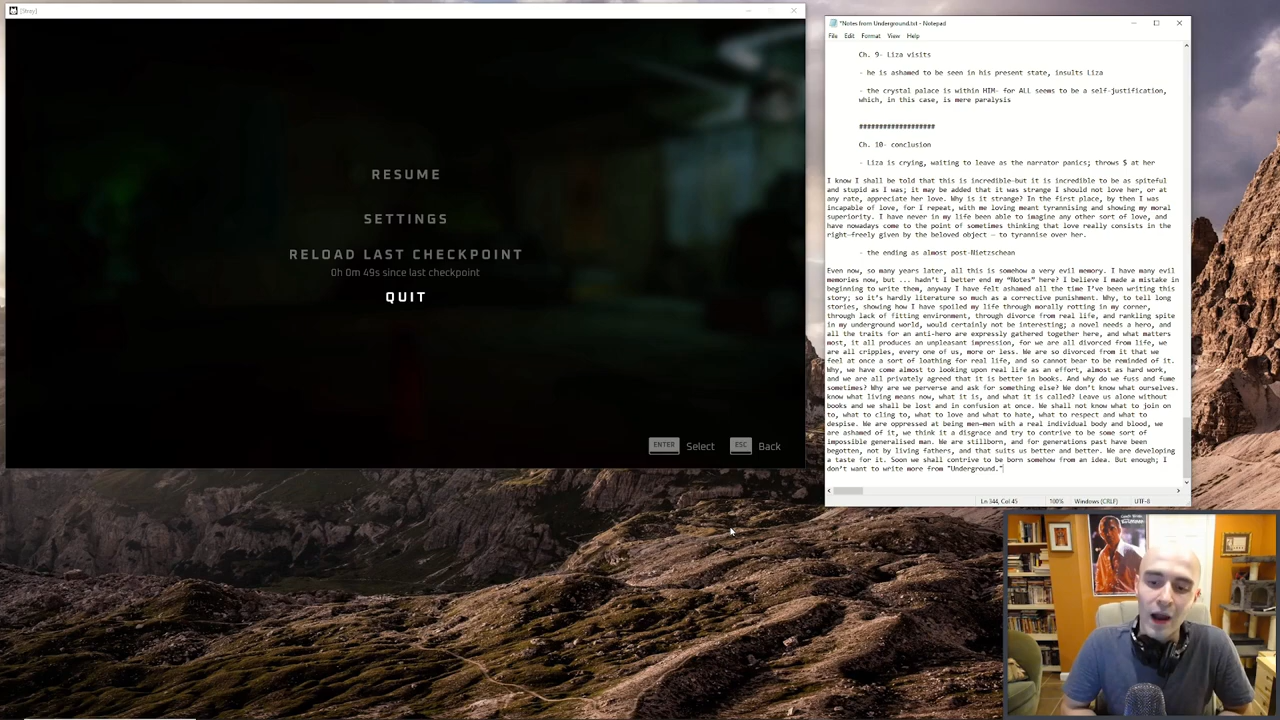 [Stray]
RESUME
SETTINGS
RELOAD LAST CHECKPOINT
0h 0m 49s since last checkpoint
QUIT
ENTER Select ESC Back
*Notes from Underground.txt - Notepad
File Edit Format View Help
Ch. 9- Liza visits
- he is ashamed to be seen in his present state, insults Liza
- the crystal palace is within HIM- for ALL seems to be a self-justification,
which, in this case, is mere paralysis
###################
Ch. 10- conclusion
- Liza is crying, waiting to leave as the narrator panics; throws $ at her
I know I shall be told that this is incredible-but it is incredible to be as spiteful
and stupid as I was; it may be added that it was strange I should not love her, or at
any rate, appreciate her love. Why is it strange? In the first place, by then I was
incapable of love, for I repeat, with me loving meant tyrannising and showing my moral
superiority. I have never in my life been able to imagine any other sort of love, and
have nowadays come to the point of sometimes thinking that love really consists in the
right—freely given by the beloved object — to tyrannise over her.
- the ending as almost post-Nietzschean
Even now, so many years later, all this is somehow a very evil memory. I have many evil
memories now, but ... hadn't I better end my "Notes" here? I believe I made a mistake in
beginning to write them, anyway I have felt ashamed all the time I've been writing this
story; so it's hardly literature so much as a corrective punishment. Why, to tell long
stories, showing how I have spoiled my life through morally rotting in my corner,
through lack of fitting environment, through divorce from real life, and rankling spite
in my underground world, would certainly not be interesting; a novel needs a hero, and
all the traits for an anti-hero are expressly gathered together here, and what matters
most, it all produces an unpleasant impression, for we are all divorced from life, we
are all cripples, every one of us, more or less. We are so divorced from it that we
feel at once a sort of loathing for real life, and so cannot bear to be reminded of it.
Why, we have come almost to looking upon real life as an effort, almost as hard work,
and we are all privately agreed that it is better in books. And why do we fuss and fume
sometimes? Why are we perverse and ask for something else? We don't know what ourselves.
know what living means now, what it is, and what it is called? Leave us alone without
books and we shall be lost and in confusion at once. We shall not know what to join on
to, what to cling to, what to love and what to hate, what to respect and what to
despise. We are oppressed at being men—men with a real individual body and blood, we
are ashamed of it, we think it a disgrace and try to contrive to be some sort of
impossible generalised man. We are stillborn, and for generations past have been
begotten, not by living fathers, and that suits us better and better. We are developing
a taste for it. Soon we shall contrive to be born somehow from an idea. But enough; I
don't want to write more from "Underground."
Ln 344, Col 45 100% Windows (CRLF) UTF-8